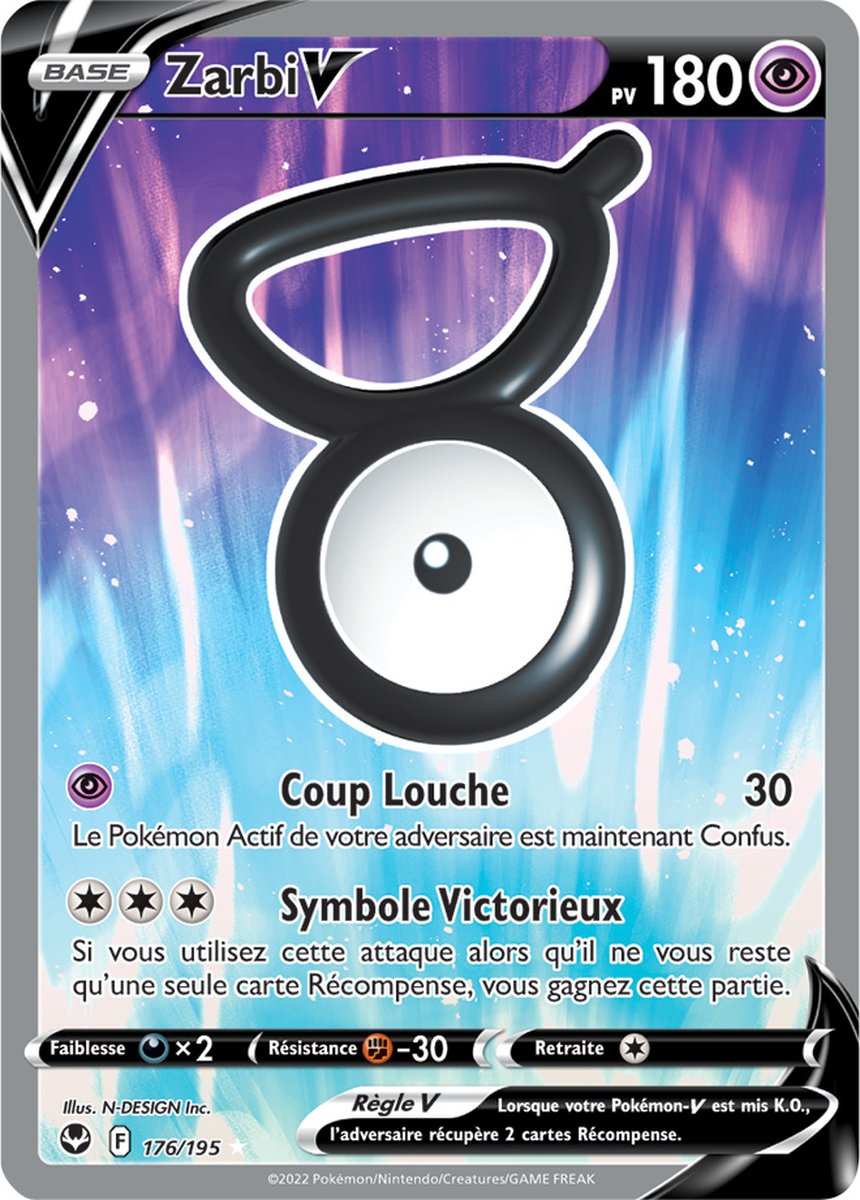 BASE
Zarbi V
PV 180
Coup Louche 30
Le Pokémon Actif de votre adversaire est maintenant Confus.
Symbole Victorieux
Si vous utilisez cette attaque alors qu'il ne vous reste
qu'une seule carte Récompense, vous gagnez cette partie.
Faiblesse ×2 Résistance -30 Retraite
Illus. N-DESIGN Inc.
Règle V Lorsque votre Pokémon-V est mis K.O.,
l'adversaire récupère 2 cartes Récompense.
F 176/195
©2022 Pokémon/Nintendo/Creatures/GAME FREAK